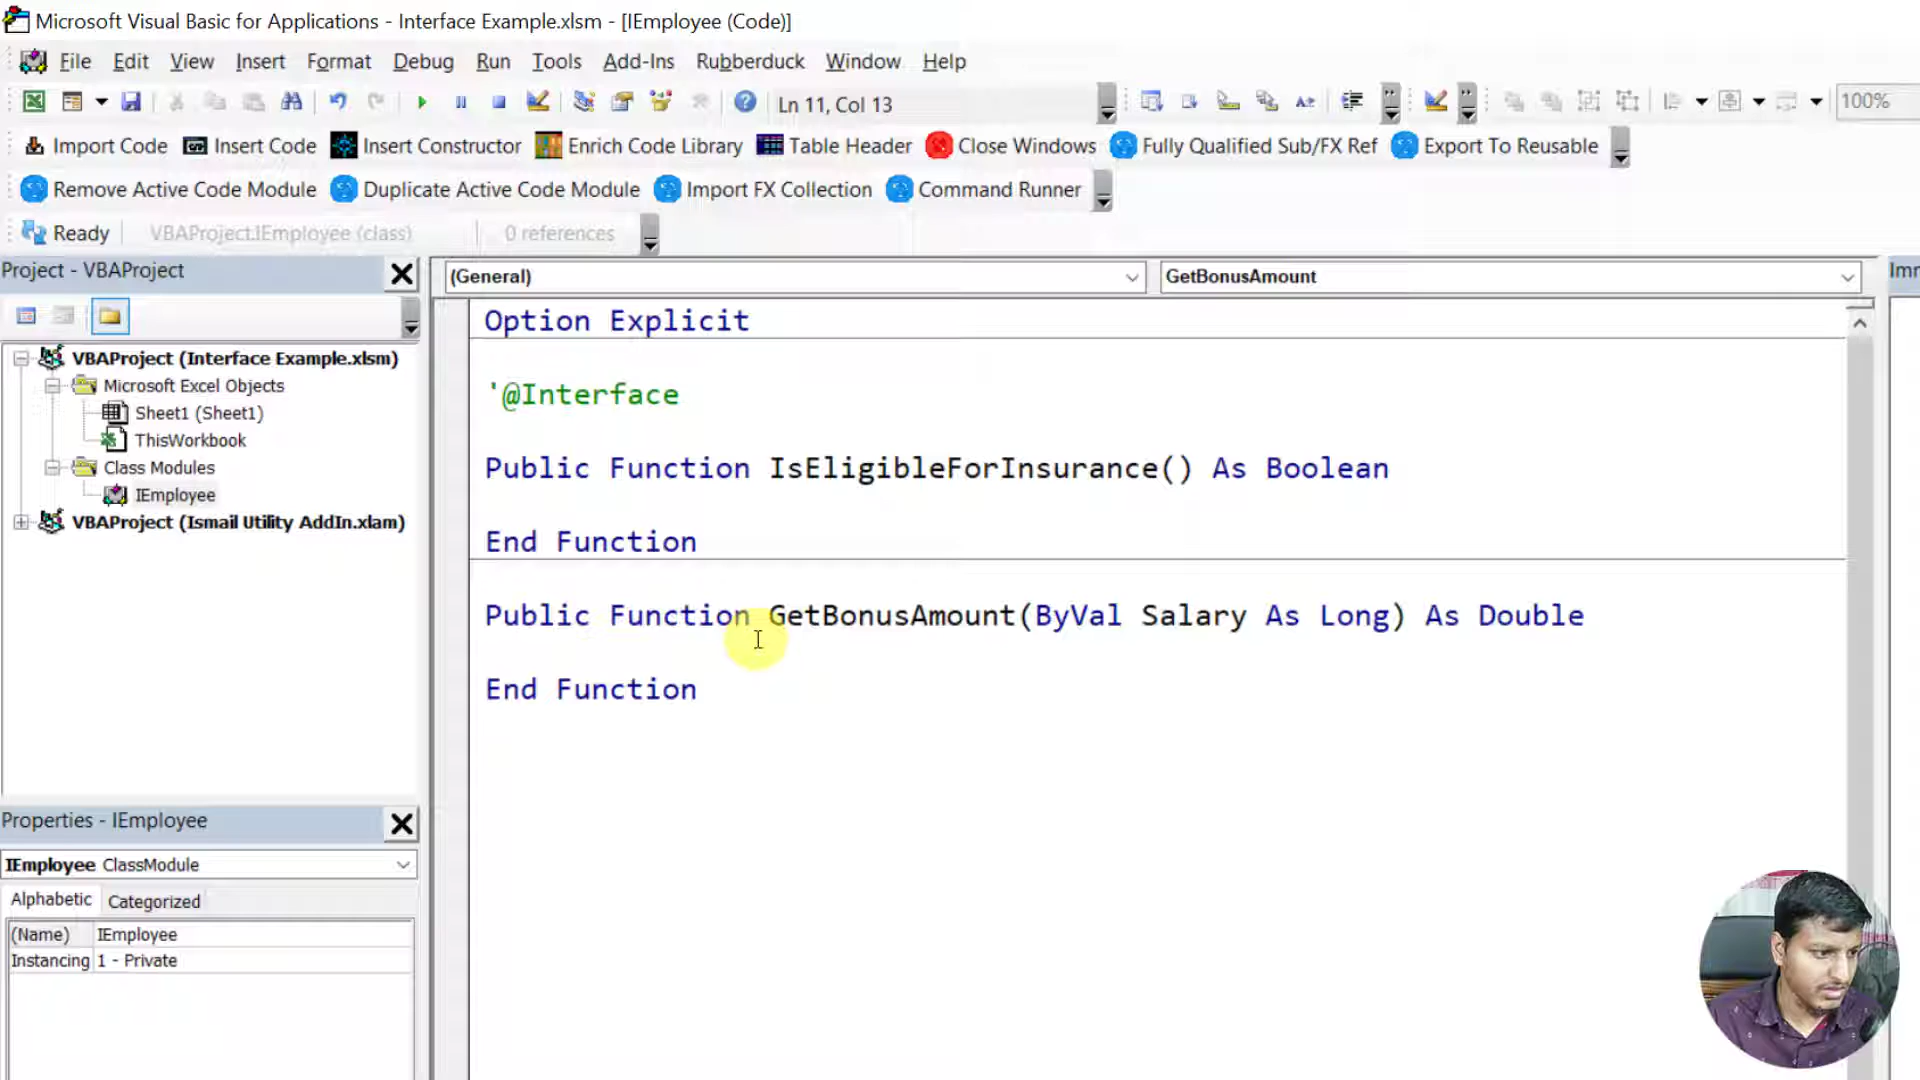 Microsoft Visual Basic for Applications - Interface Example.xlsm - [IEmployee (Code)]
File Edit View Insert Format Debug Run Tools Add-Ins Rubberduck Window Help
Ln 11, Col 13
100%
Import Code Insert Code Insert Constructor Enrich Code Library Table Header Close Windows Fully Qualified Sub/FX Ref Export To Reusable
Remove Active Code Module Duplicate Active Code Module Import FX Collection Command Runner
Ready VBAProject.IEmployee (class) 0 references
Project - VBAProject
(General) GetBonusAmount
VBAProject (Interface Example.xlsm)
Microsoft Excel Objects
Sheet1 (Sheet1)
ThisWorkbook
Class Modules
IEmployee
VBAProject (Ismail Utility AddIn.xlam)
Option Explicit
'@Interface
Public Function IsEligibleForInsurance() As Boolean
End Function
Public Function GetBonusAmount(ByVal Salary As Long) As Double
End Function
Properties - IEmployee
IEmployee ClassModule
Alphabetic Categorized
(Name) IEmployee
Instancing 1 - Private